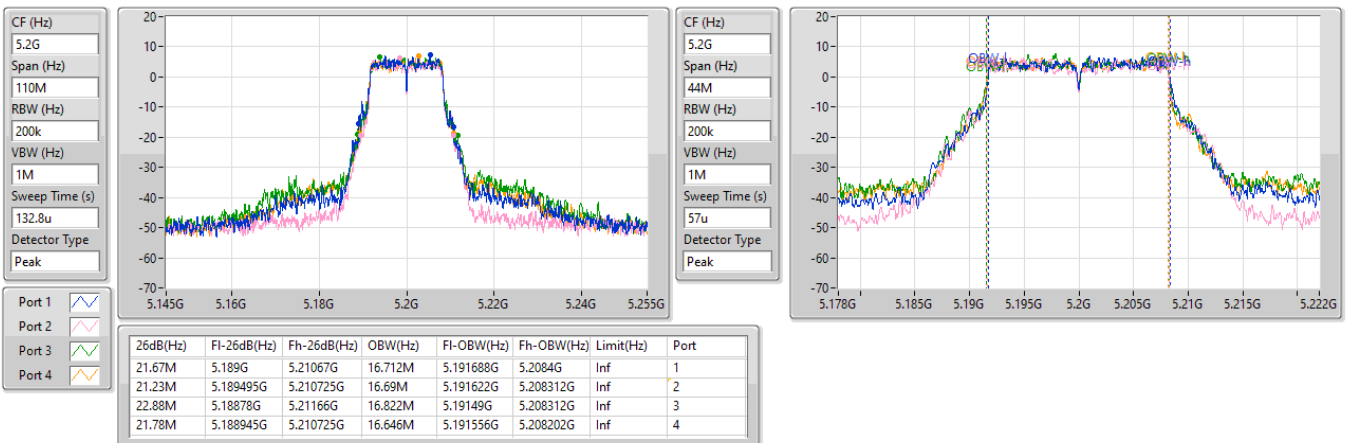 CF (Hz)
5.2G
Span (Hz)
110M
RBW (Hz)
200k
VBW (Hz)
1M
Sweep Time (s)
132.8u
Detector Type
Peak
20
10
0
-10
-20
-30
-40
-50
-60
-70
5.145G 5.16G 5.18G 5.2G 5.22G 5.24G 5.255G
CF (Hz)
5.2G
Span (Hz)
44M
RBW (Hz)
200k
VBW (Hz)
1M
Sweep Time (s)
57u
Detector Type
Peak
20
10
0
-10
-20
-30
-40
-50
-60
-70
5.178G 5.185G 5.19G 5.195G 5.2G 5.205G 5.21G 5.215G 5.222G
Port 1
Port 2
Port 3
Port 4
26dB(Hz) Fl-26dB(Hz) Fh-26dB(Hz) OBW(Hz) Fl-OBW(Hz) Fh-OBW(Hz) Limit(Hz) Port
21.67M 5.189G 5.21067G 16.712M 5.191688G 5.2084G Inf 1
21.23M 5.189495G 5.210725G 16.69M 5.191622G 5.208312G Inf 2
22.88M 5.18878G 5.21166G 16.822M 5.19149G 5.208312G Inf 3
21.78M 5.188945G 5.210725G 16.646M 5.191556G 5.208202G Inf 4